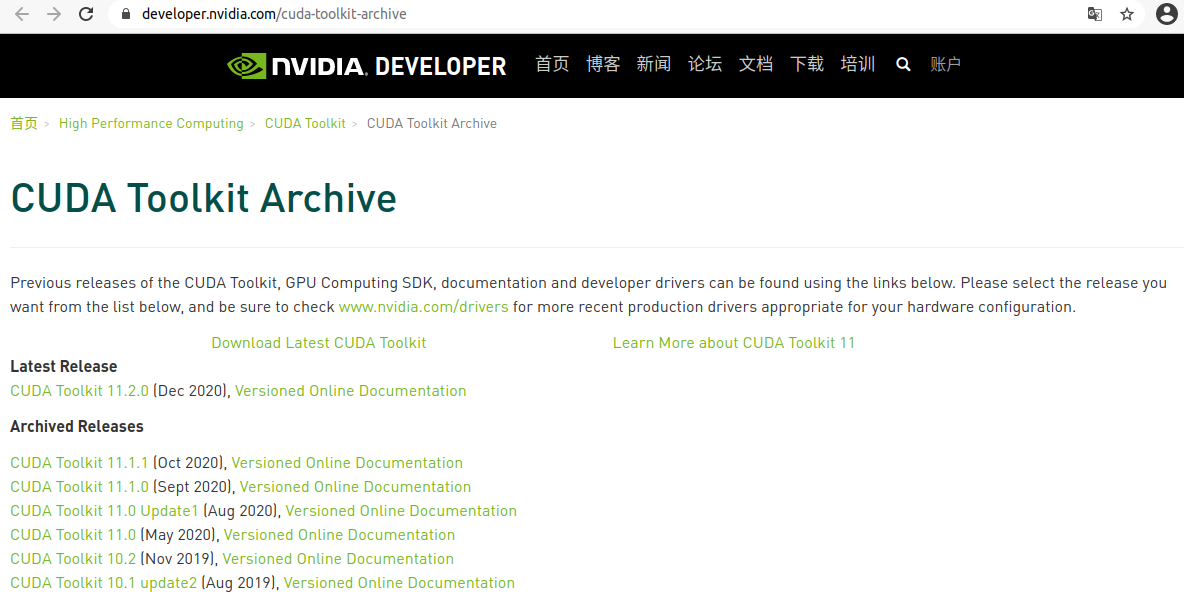 developer.nvidia.com/cuda-toolkit-archive
NVIDIA. DEVELOPER 首页 博客 新闻 论坛 文档 下载 培训 账户
首页 > High Performance Computing > CUDA Toolkit > CUDA Toolkit Archive
CUDA Toolkit Archive
Previous releases of the CUDA Toolkit, GPU Computing SDK, documentation and developer drivers can be found using the links below. Please select the release you
want from the list below, and be sure to check www.nvidia.com/drivers for more recent production drivers appropriate for your hardware configuration.
Download Latest CUDA Toolkit Learn More about CUDA Toolkit 11
Latest Release
CUDA Toolkit 11.2.0 (Dec 2020), Versioned Online Documentation
Archived Releases
CUDA Toolkit 11.1.1 (Oct 2020), Versioned Online Documentation
CUDA Toolkit 11.1.0 (Sept 2020), Versioned Online Documentation
CUDA Toolkit 11.0 Update1 (Aug 2020), Versioned Online Documentation
CUDA Toolkit 11.0 (May 2020), Versioned Online Documentation
CUDA Toolkit 10.2 (Nov 2019), Versioned Online Documentation
CUDA Toolkit 10.1 update2 (Aug 2019), Versioned Online Documentation